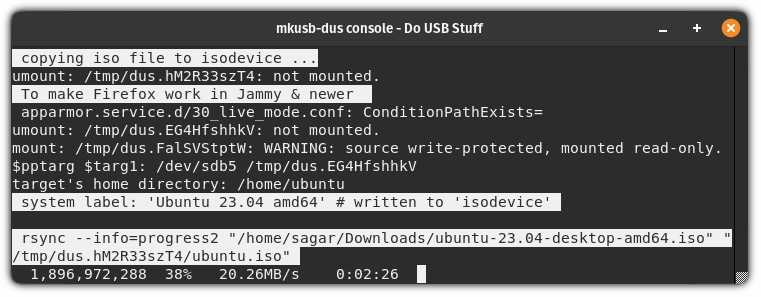 mkusb-dus console - Do USB Stuff
copying iso file to isodevice ...
umount: /tmp/dus.hM2R33szT4: not mounted.
To make Firefox work in Jammy & newer
apparmor.service.d/30_live_mode.conf: ConditionPathExists=
umount: /tmp/dus.EG4HfshhkV: not mounted.
mount: /tmp/dus.FalSVStptW: WARNING: source write-protected, mounted read-only.
$pptarg $targ1: /dev/sdb5 /tmp/dus.EG4HfshhkV
target's home directory: /home/ubuntu
system label: 'Ubuntu 23.04 amd64' # written to 'isodevice'
rsync --info=progress2 "/home/sagar/Downloads/ubuntu-23.04-desktop-amd64.iso" "
/tmp/dus.hM2R33szT4/ubuntu.iso"
1,896,972,288 38% 20.26MB/s 0:02:26